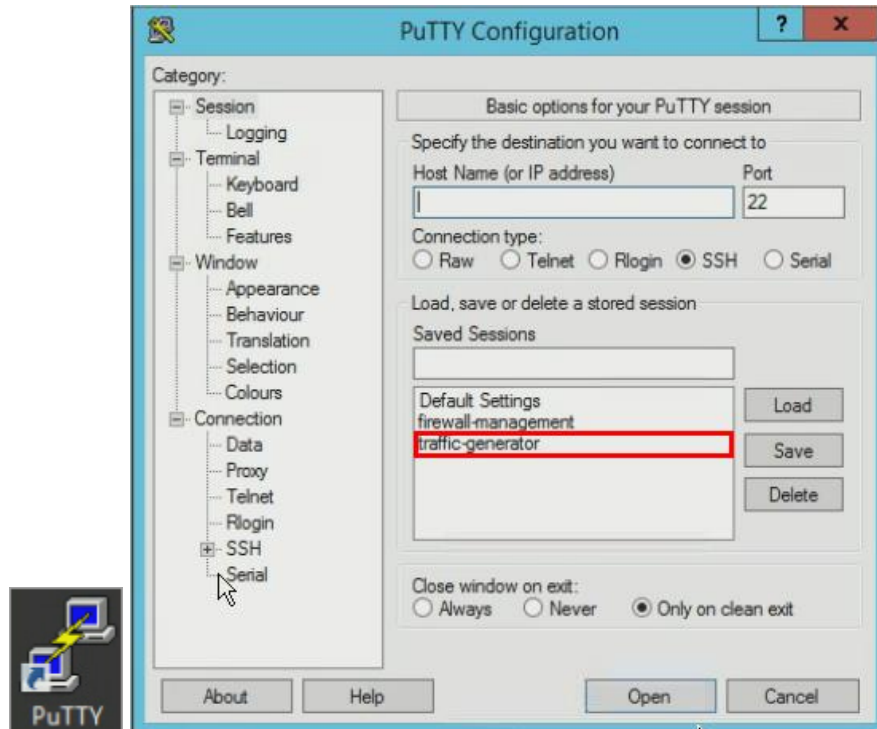 PuTTY Configuration
? x
Category:
Session
Logging
Terminal
Keyboard
Bell
Features
Window
Appearance
Behaviour
Translation
Selection
Colours
Connection
Data
Proxy
Telnet
Rlogin
SSH
Serial
Basic options for your PuTTY session
Specify the destination you want to connect to
Host Name (or IP address) Port
22
Connection type:
Raw Telnet Rlogin SSH Serial
Load, save or delete a stored session
Saved Sessions
Default Settings
firewall-management
traffic-generator
Load
Save
Delete
Close window on exit:
Always Never Only on clean exit
About Help Open Cancel
PuTTY